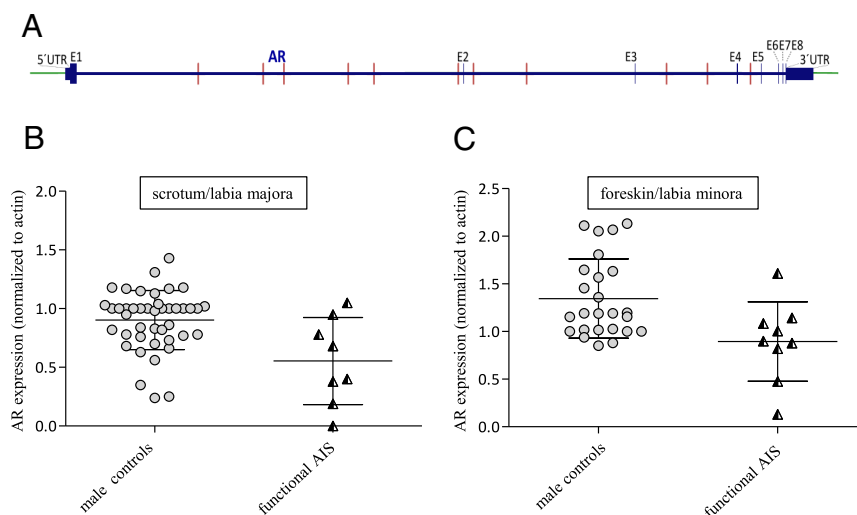 A
5´UTR E1 AR E2 E3 E4 E5 E6E7E8 3´UTR
B
scrotum/labia majora
AR expression (normalized to actin)
2.0
1.5
1.0
0.5
0.0
male controls
functional AIS
C
foreskin/labia minora
AR expression (normalized to actin)
2.5
2.0
1.5
1.0
0.5
0.0
male controls
functional AIS